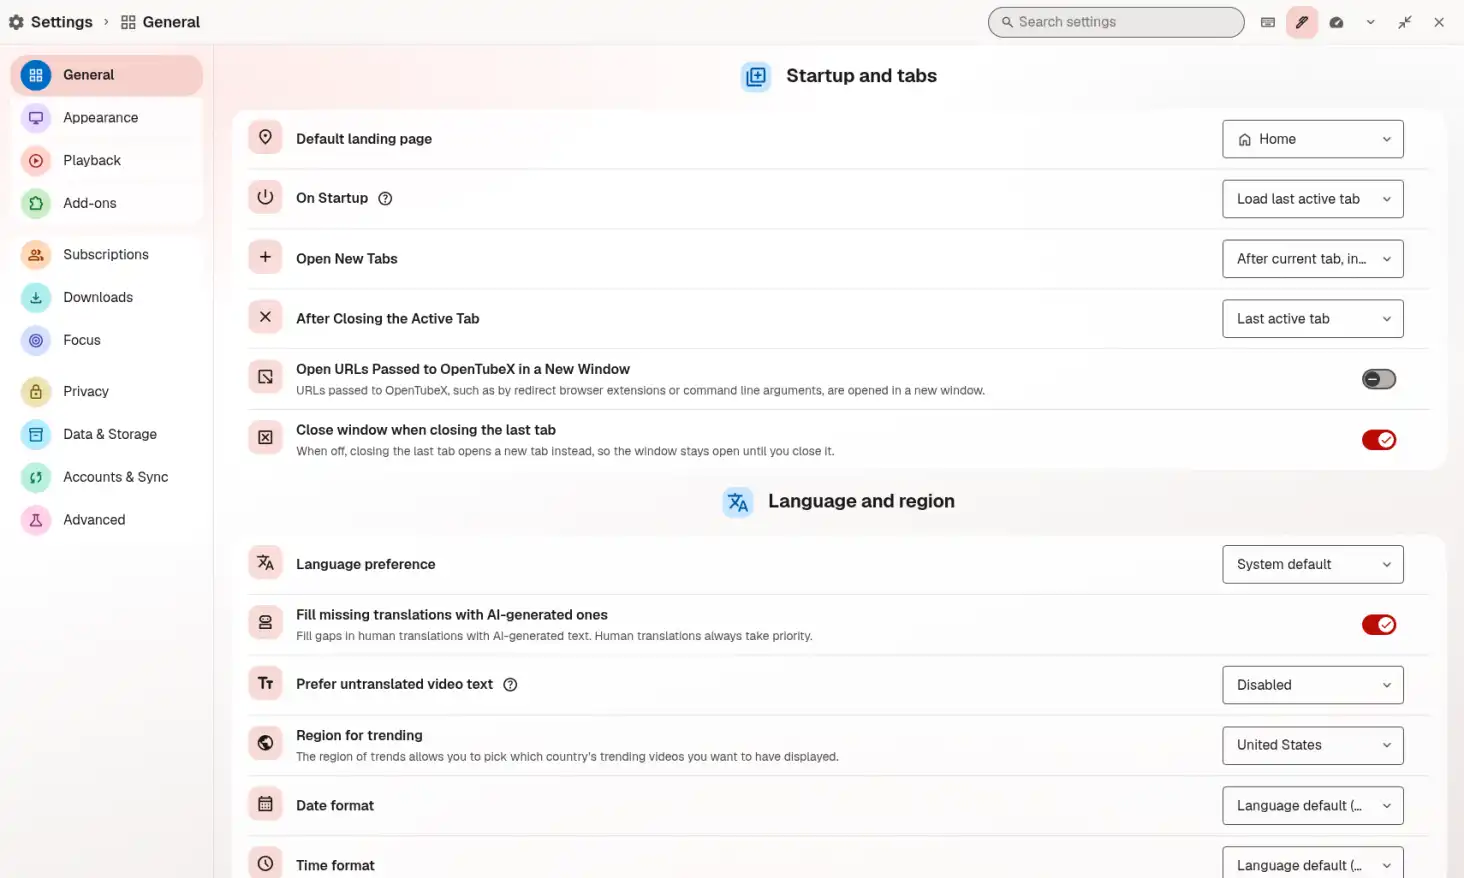 Settings › General
Search settings
General
Appearance
Playback
Add-ons
Subscriptions
Downloads
Focus
Privacy
Data & Storage
Accounts & Sync
Advanced
Startup and tabs
Default landing page
Home
On Startup
Load last active tab
Open New Tabs
After current tab, in...
After Closing the Active Tab
Last active tab
Open URLs Passed to OpenTubeX in a New Window
URLs passed to OpenTubeX, such as by redirect browser extensions or command line arguments, are opened in a new window.
Close window when closing the last tab
When off, closing the last tab opens a new tab instead, so the window stays open until you close it.
Language and region
Language preference
System default
Fill missing translations with AI-generated ones
Fill gaps in human translations with AI-generated text. Human translations always take priority.
Prefer untranslated video text
Disabled
Region for trending
The region of trends allows you to pick which country's trending videos you want to have displayed.
United States
Date format
Language default (...
Time format
Language default (...